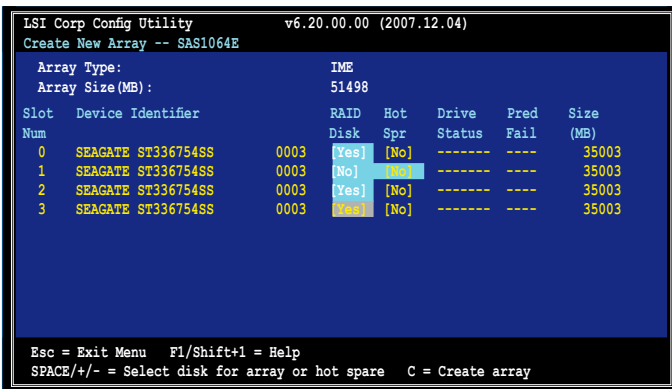 LSI Corp Config Utility v6.20.00.00 (2007.12.04)
Create New Array -- SAS1064E
Array Type: IME
Array Size(MB): 51498
Slot Device Identifier RAID Hot Drive Pred Size
Num Disk Spr Status Fail (MB)
0 SEAGATE ST336754SS 0003 [Yes] [No] ------- ---- 35003
1 SEAGATE ST336754SS 0003 [No] [No] ------- ---- 35003
2 SEAGATE ST336754SS 0003 [Yes] [No] ------- ---- 35003
3 SEAGATE ST336754SS 0003 [Yes] [No] ------- ---- 35003
Esc = Exit Menu F1/Shift+1 = Help
SPACE/+/- = Select disk for array or hot spare C = Create array